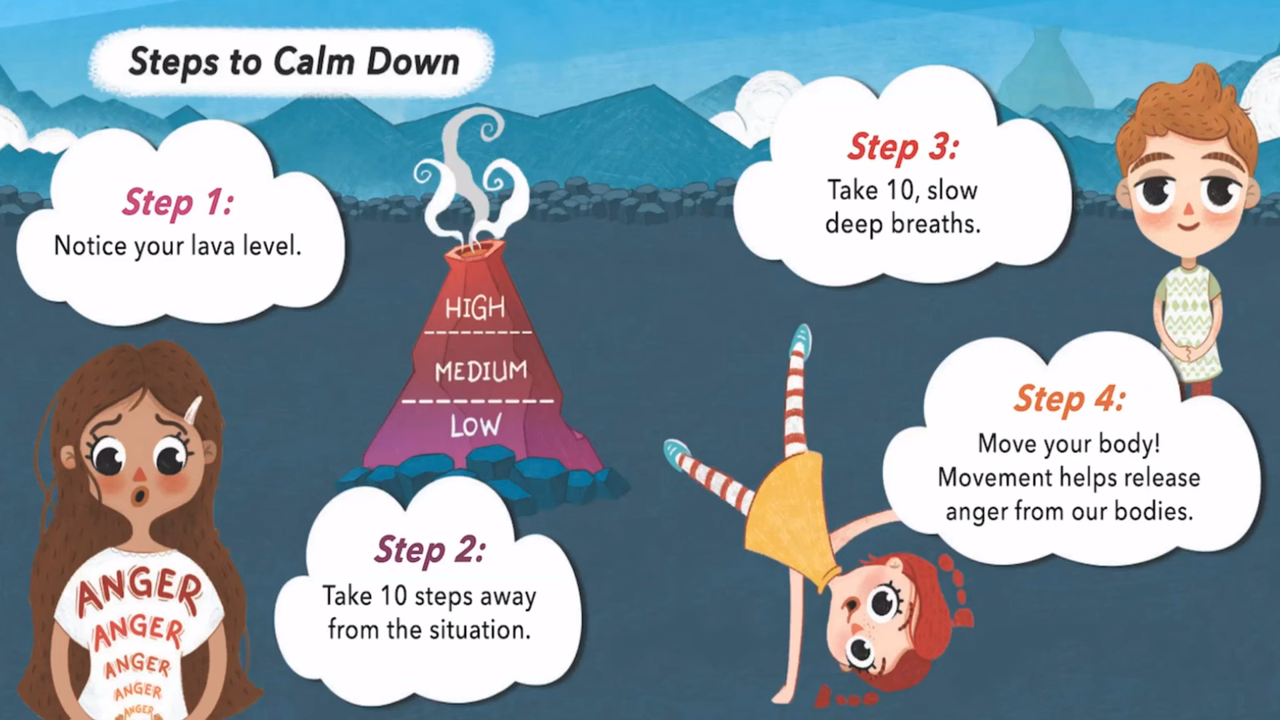 Steps to Calm Down
Step 1:
Notice your lava level.
HIGH
MEDIUM
LOW
Step 2:
Take 10 steps away
from the situation.
Step 3:
Take 10, slow
deep breaths.
Step 4:
Move your body!
Movement helps release
anger from our bodies.
ANGER
ANGER
ANGER
ANGER
ANGER